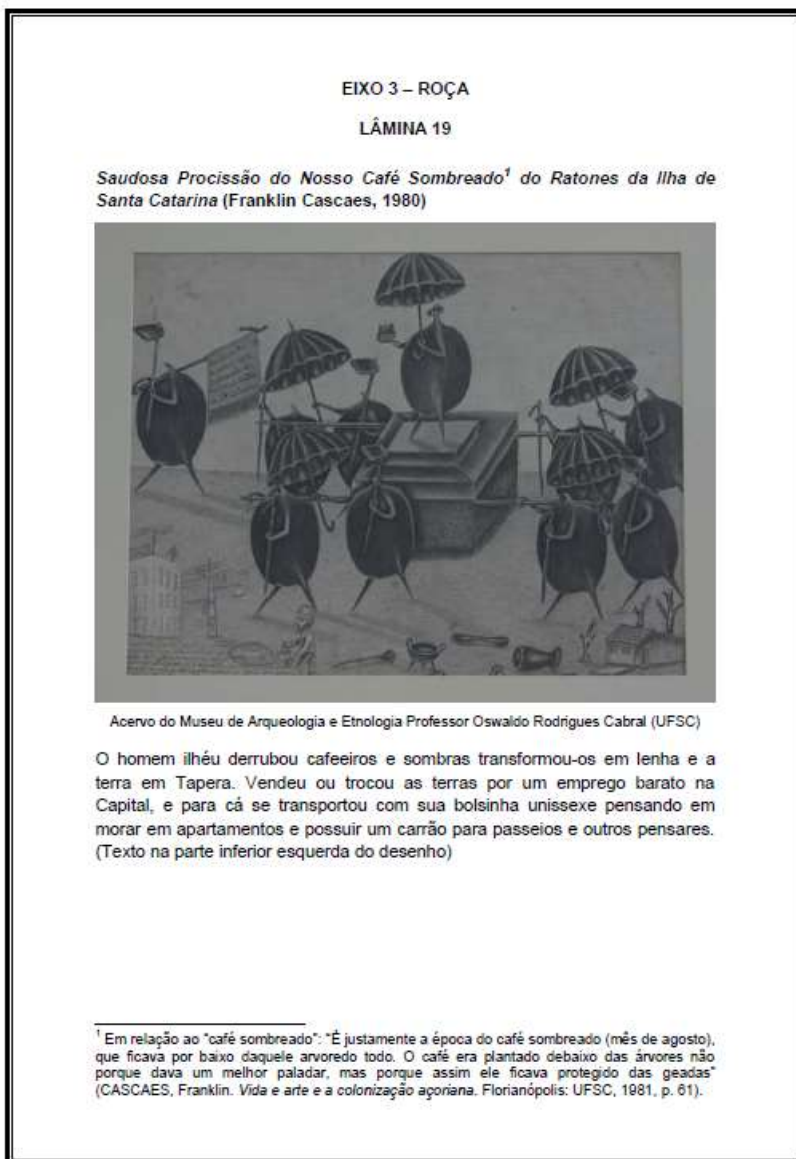 EIXO 3 – ROÇA
LÂMINA 19
Saudosa Procissão do Nosso Café Sombreado¹ do Ratones da Ilha de
Santa Catarina (Franklin Cascaes, 1980)
Acervo do Museu de Arqueologia e Etnologia Professor Oswaldo Rodrigues Cabral (UFSC)
O homem ilhéu derrubou cafeeiros e sombras transformou-os em lenha e a
terra em Tapera. Vendeu ou trocou as terras por um emprego barato na
Capital, e para cá se transportou com sua bolsinha unissexe pensando em
morar em apartamentos e possuir um carrão para passeios e outros pensares.
(Texto na parte inferior esquerda do desenho)
¹ Em relação ao “café sombreado”: “É justamente a época do café sombreado (mês de agosto),
que ficava por baixo daquele arvoredo todo. O café era plantado debaixo das árvores não
porque dava um melhor paladar, mas porque assim ele ficava protegido das geadas”
(CASCAES, Franklin. Vida e arte e a colonização açoriana. Florianópolis: UFSC, 1981, p. 61).